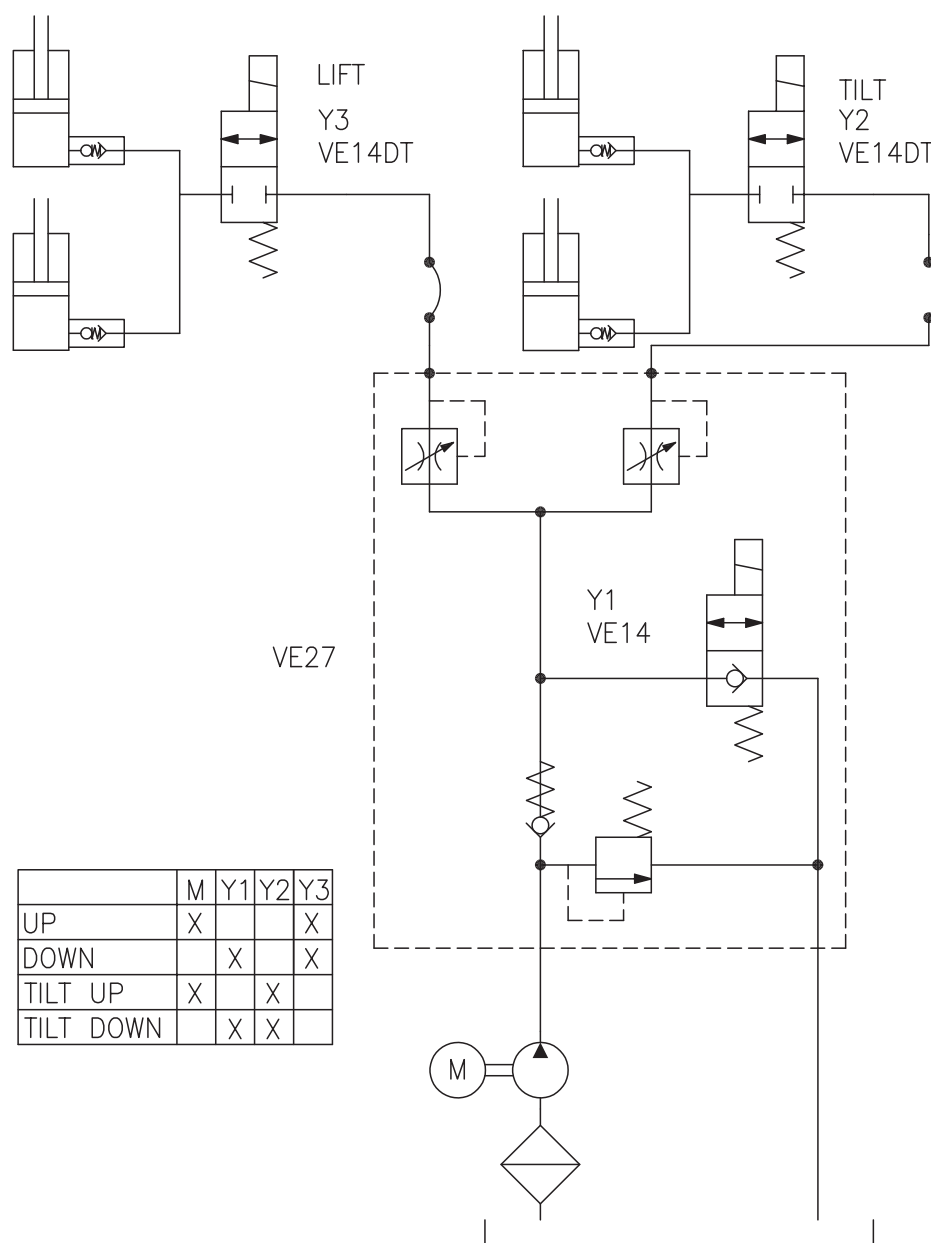 LIFT
Y3
VE14DT
TILT
Y2
VE14DT
Y1
VE14
VE27
M Y1 Y2 Y3
UP X X
DOWN X X
TILT UP X X
TILT DOWN X X
M